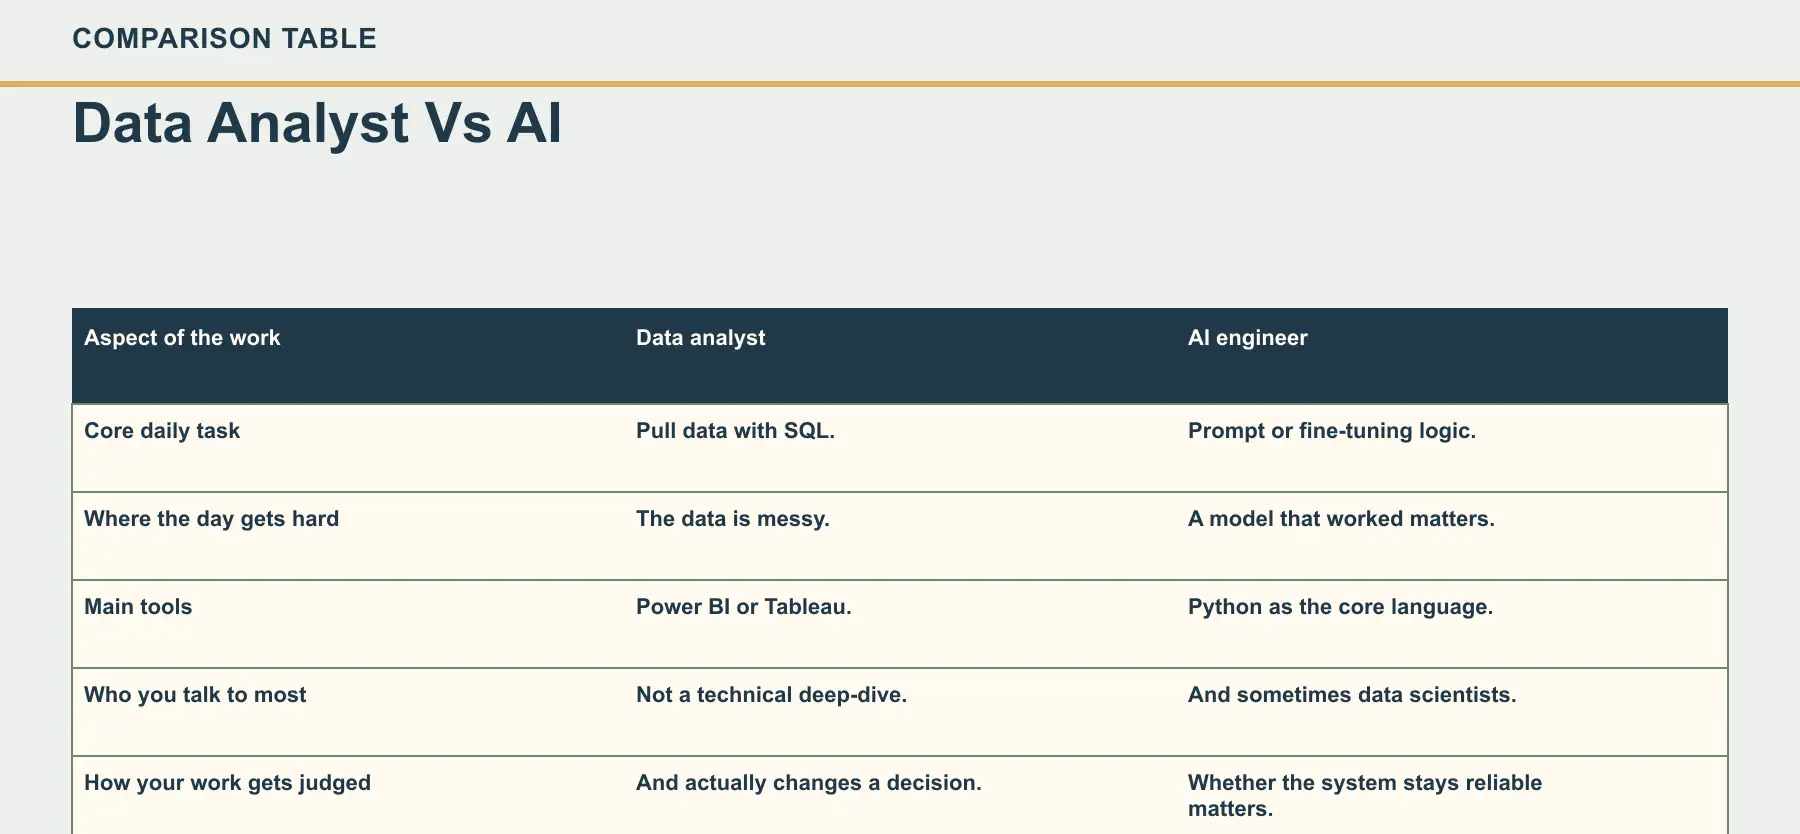 COMPARISON TABLE
Data Analyst Vs AI
Aspect of the work Data analyst AI engineer
Core daily task Pull data with SQL. Prompt or fine-tuning logic.
Where the day gets hard The data is messy. A model that worked matters.
Main tools Power BI or Tableau. Python as the core language.
Who you talk to most Not a technical deep-dive. And sometimes data scientists.
How your work gets judged And actually changes a decision. Whether the system stays reliable
matters.